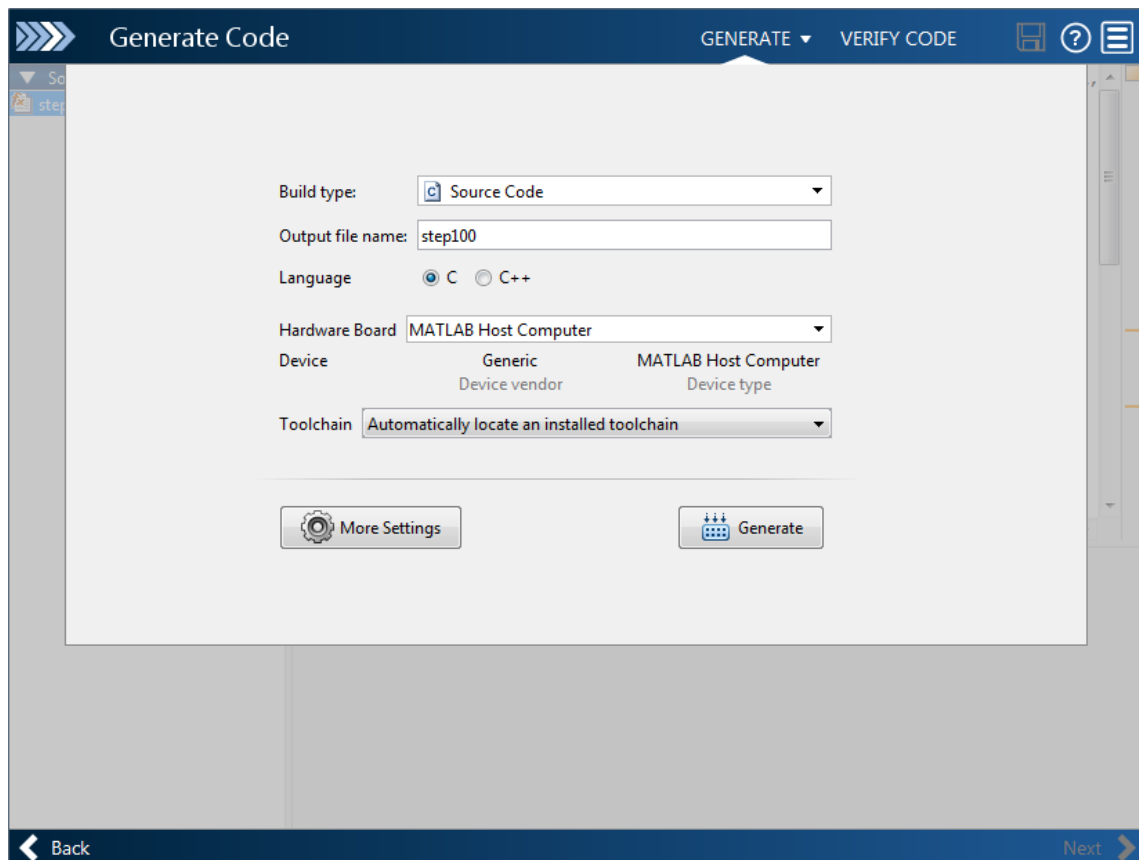 Generate Code GENERATE VERIFY CODE
So
step
Build type: Source Code
Output file name: step100
Language C C++
Hardware Board MATLAB Host Computer
Device Generic MATLAB Host Computer
Device vendor Device type
Toolchain Automatically locate an installed toolchain
More Settings Generate
Back Next